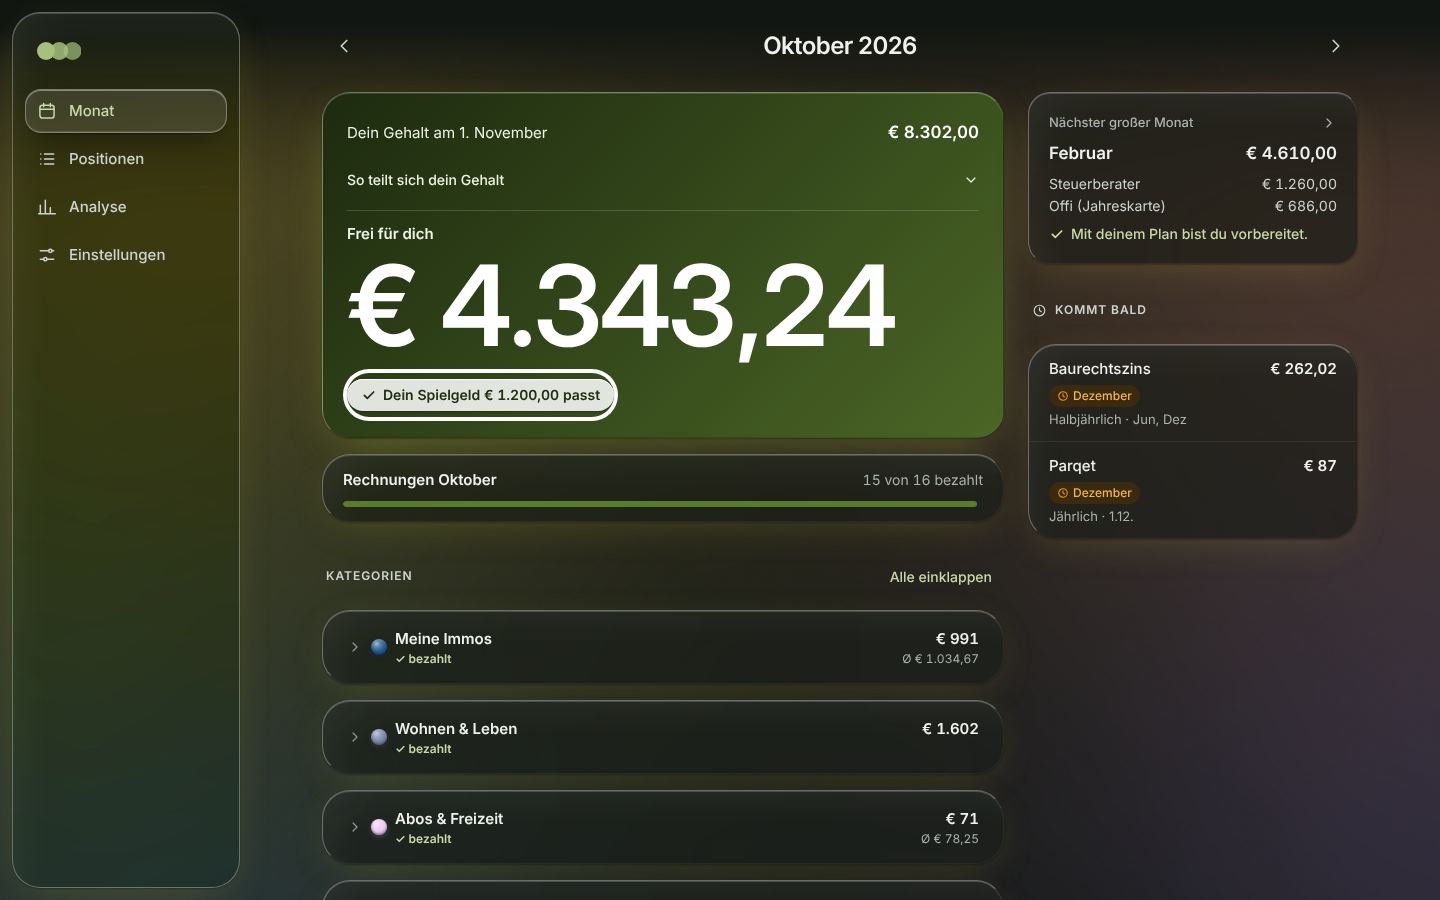 Oktober 2026
Monat
Positionen
Analyse
Einstellungen
Dein Gehalt am 1. November € 8.302,00
So teilt sich dein Gehalt
Frei für dich
€ 4.343,24
Dein Spielgeld € 1.200,00 passt
Rechnungen Oktober 15 von 16 bezahlt
KATEGORIEN Alle einklappen
Meine Immos € 991
bezahlt Ø € 1.034,67
Wohnen & Leben € 1.602
bezahlt
Abos & Freizeit € 71
bezahlt Ø € 78,25
Nächster großer Monat
Februar € 4.610,00
Steuerberater € 1.260,00
Offi (Jahreskarte) € 686,00
Mit deinem Plan bist du vorbereitet.
KOMMT BALD
Baurechtszins € 262,02
Dezember
Halbjährlich · Jun, Dez
Parqet € 87
Dezember
Jährlich · 1.12.